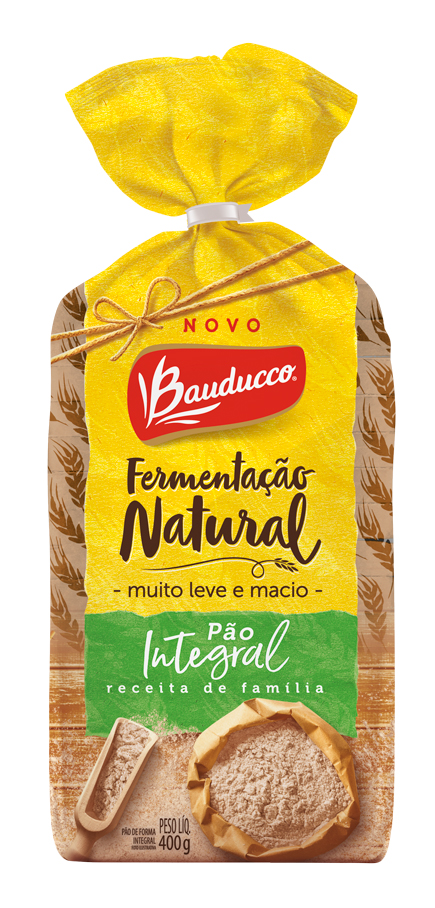 NOVO
Bauducco
Fermentação
Natural
- muito leve e macio -
Pão
Integral
receita de família
PÃO DE FORMA
INTEGRAL
PESO LÍQ.
400g